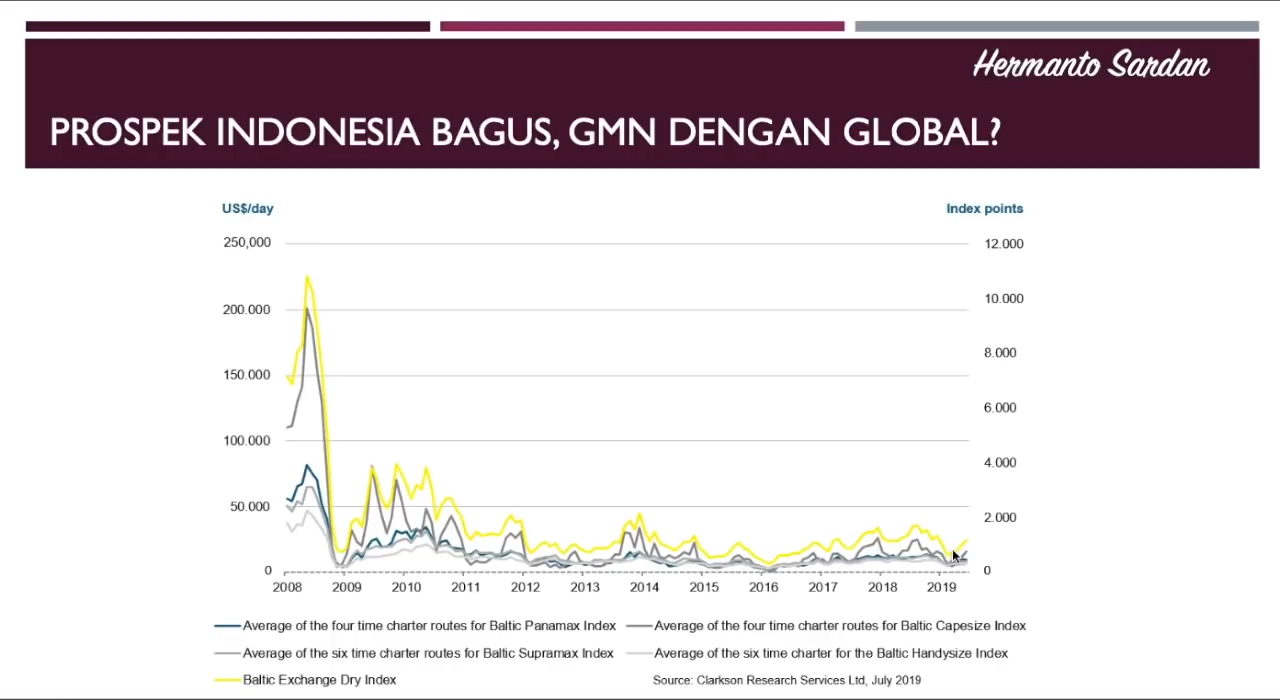 Hermanto Sardan
PROSPEK INDONESIA BAGUS, GMN DENGAN GLOBAL?
US$/day
Index points
250,000
12.000
200.000
10.000
150.000
8.000
6.000
100.000
4.000
50.000
2.000
0
0
2008 2009 2010 2011 2012 2013 2014 2015 2016 2017 2018 2019
Average of the four time charter routes for Baltic Panamax Index
Average of the four time charter routes for Baltic Capesize Index
Average of the six time charter routes for Baltic Supramax Index
Average of the six time charter for the Baltic Handysize Index
Baltic Exchange Dry Index
Source: Clarkson Research Services Ltd, July 2019